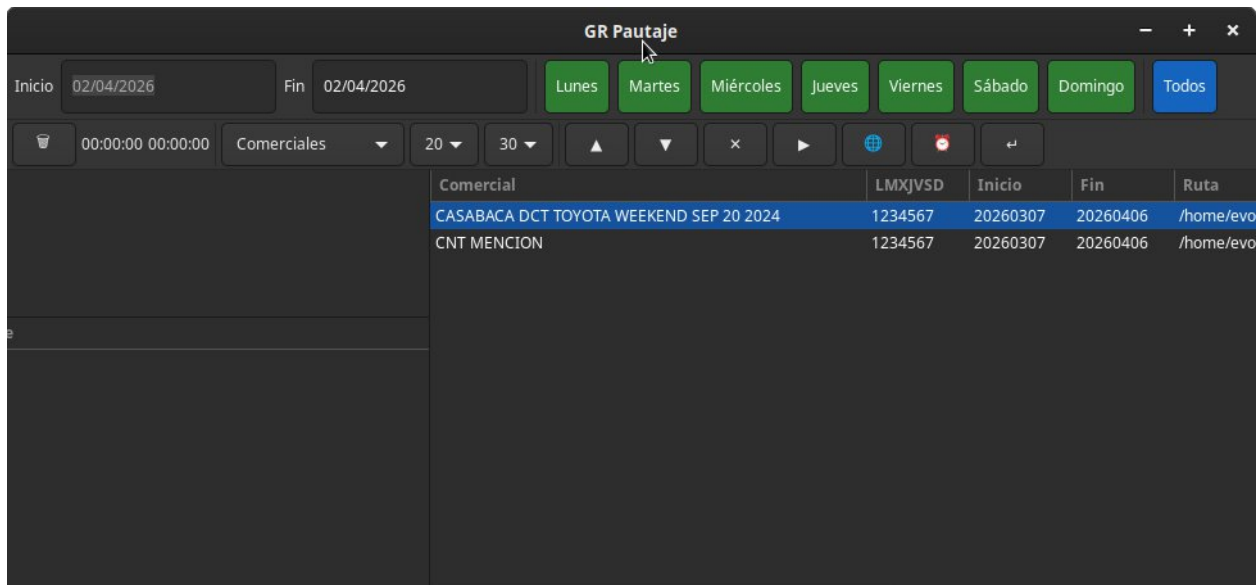 GR Pautaje
Inicio 02/04/2026 Fin 02/04/2026 Lunes Martes Miércoles Jueves Viernes Sábado Domingo Todos
00:00:00 00:00:00 Comerciales 20 30
Comercial LMXJVSD Inicio Fin Ruta
CASABACA DCT TOYOTA WEEKEND SEP 20 2024 1234567 20260307 20260406 /home/evo
CNT MENCION 1234567 20260307 20260406 /home/evo
e